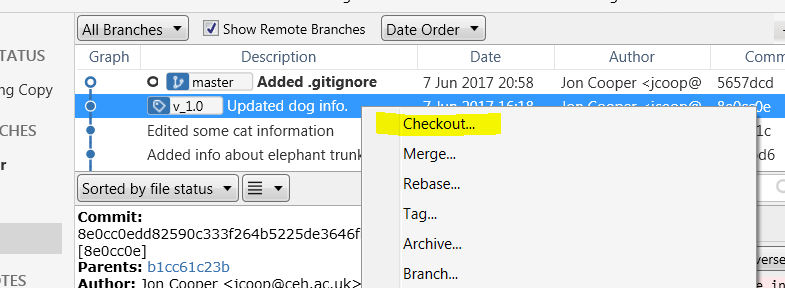 All Branches Show Remote Branches Date Order
Graph Description Date Author Comm
STATUS
master Added .gitignore 7 Jun 2017 20:58 Jon Cooper <jcoop@ 5657dcd
ng Copy
v_1.0 Updated dog info. 7 Jun 2017 16:18 Jon Cooper <jcoop@ 8e0cc0e
Checkout...
CHES
Edited some cat information 1c
Added info about elephant trunk d6
Merge...
r
Sorted by file status
Rebase...
Commit:
Tag...
8e0cc0edd82590c333f264b5225de3646f
[8e0cc0e]
Archive...
Parents: b1cc61c23b
verse
Author: Jon Cooper <jcoop@ceh.ac.uk>
Branch...
OTES
e in